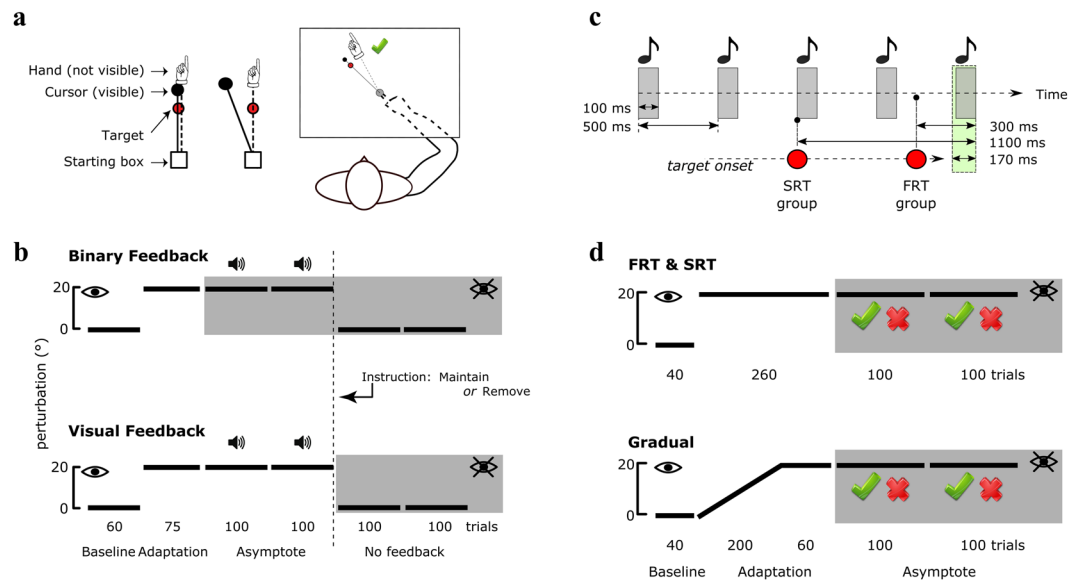 a
Hand (not visible)
Cursor (visible)
Target
Starting box
b
Binary Feedback
20
0
perturbation (°)
Instruction: Maintain
or Remove
Visual Feedback
20
0
60 75 100 100 100 100 trials
Baseline Adaptation Asymptote No feedback
c
Time
100 ms
500 ms
300 ms
1100 ms
170 ms
target onset
SRT
group
FRT
group
d
FRT & SRT
20
0
40 260 100 100 trials
Gradual
20
0
40 200 60 100 100 trials
Baseline Adaptation Asymptote